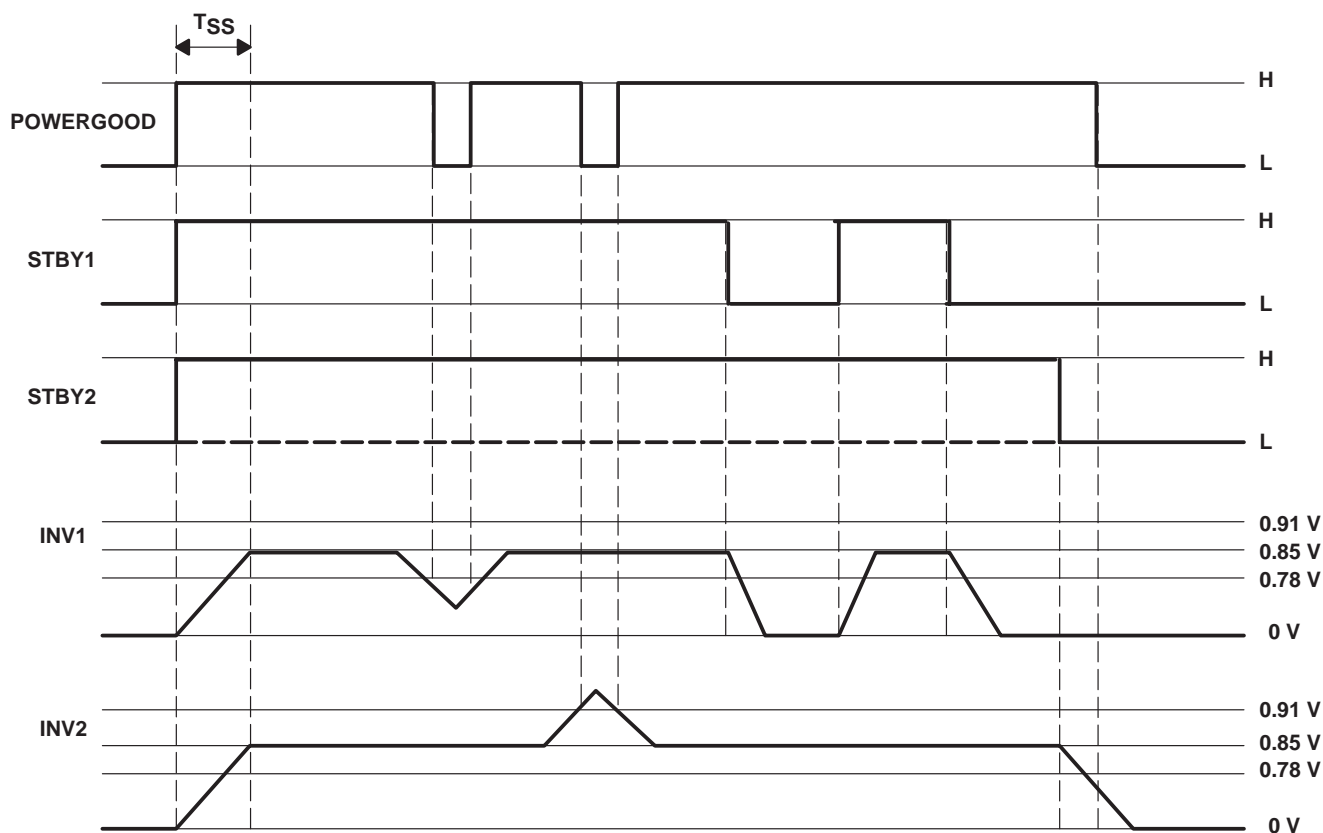 TSS
H
POWERGOOD
L
H
STBY1
L
H
STBY2
L
INV1
0.91 V
0.85 V
0.78 V
0 V
INV2
0.91 V
0.85 V
0.78 V
0 V